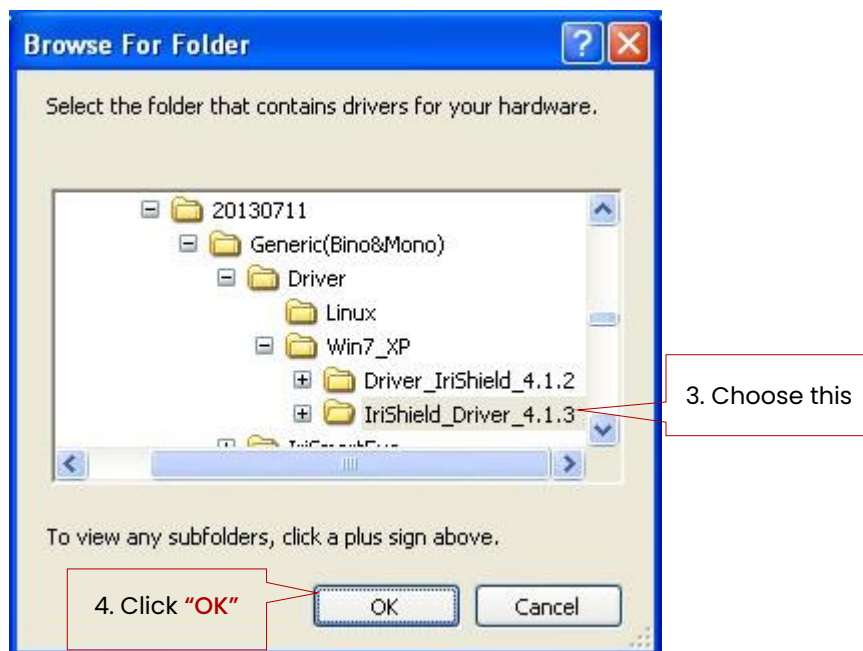 Browse For Folder
Select the folder that contains drivers for your hardware.
20130711
Generic(Bino&Mono)
Driver
Linux
Win7_XP
Driver_IriShield_4.1.2
IriShield_Driver_4.1.3
3. Choose this
To view any subfolders, click a plus sign above.
4. Click “OK”
OK
Cancel